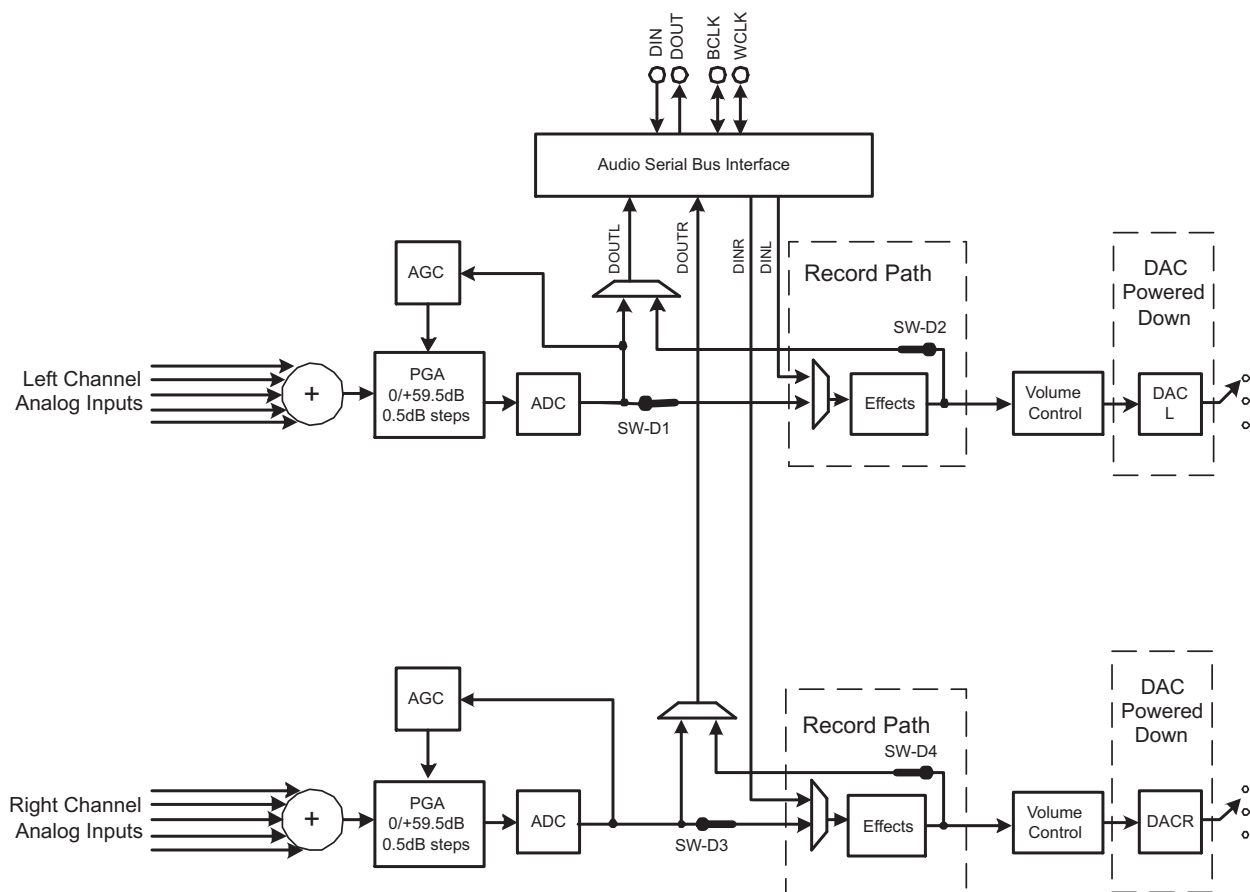 DIN
DOUT
BCLK
WCLK
Audio Serial Bus Interface
DOUTL
DOUTR
DINR
DINL
Record Path
DAC
Powered
Down
AGC
SW-D2
Left Channel
Analog Inputs
+
PGA
0/+59.5dB
0.5dB steps
ADC
SW-D1
Effects
Volume
Control
DAC
L
AGC
Record Path
DAC
Powered
Down
SW-D4
Right Channel
Analog Inputs
+
PGA
0/+59.5dB
0.5dB steps
ADC
SW-D3
Effects
Volume
Control
DACR